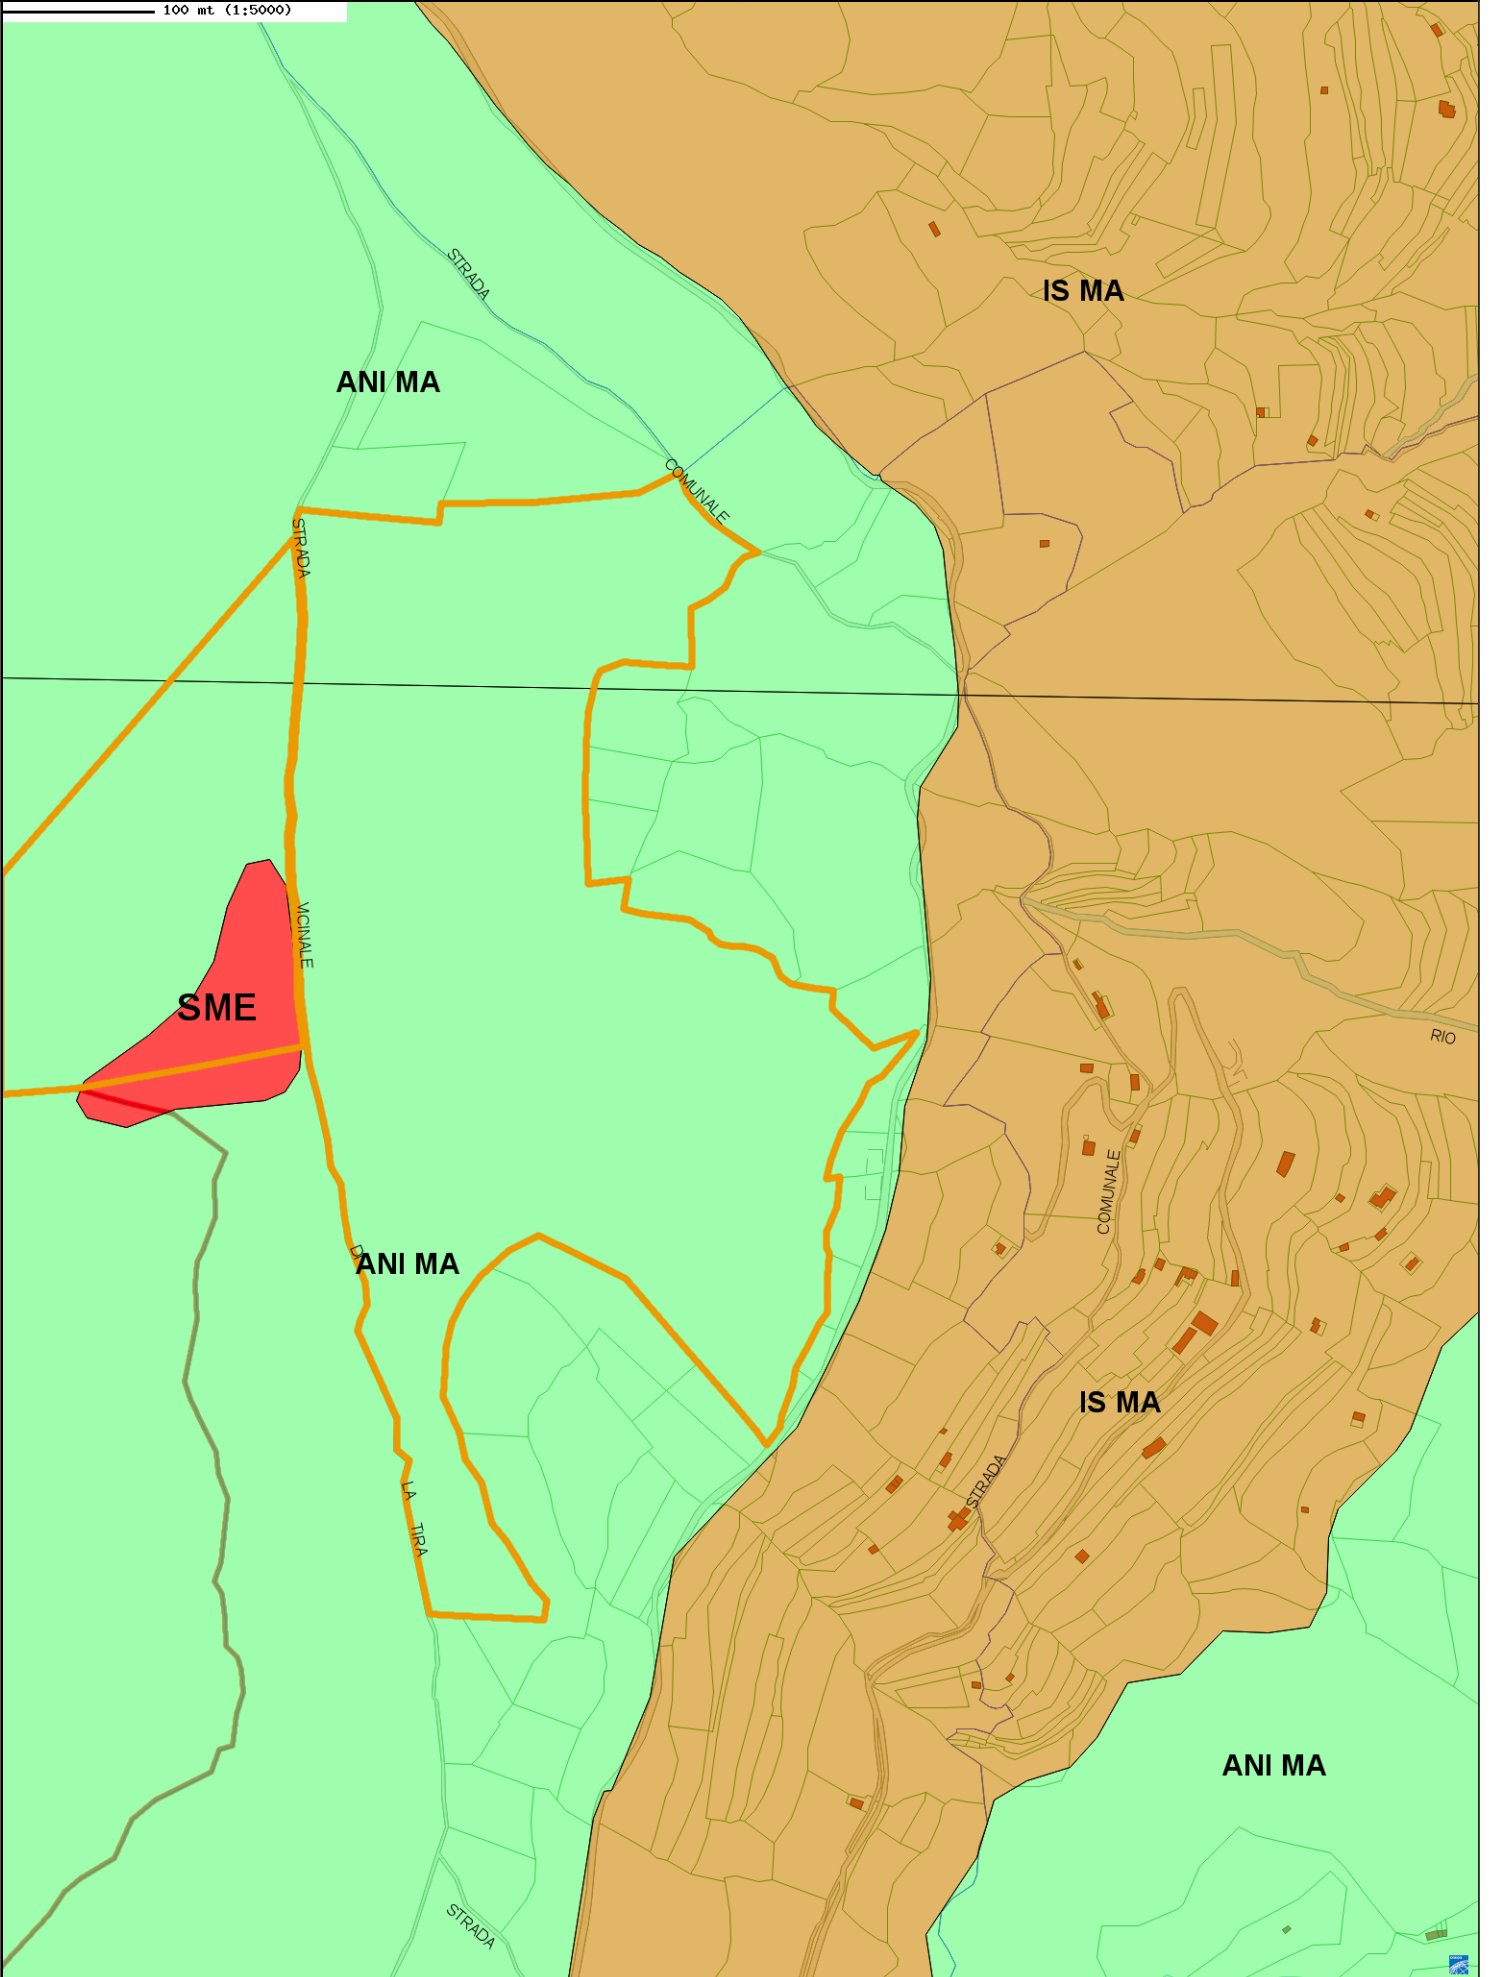 100 mt (1:5000)
STRADA
IS MA
ANI MA
COMUNALE
STRADA
VICINALE
SME
RIO
COMUNALE
DI
ANI MA
IS MA
LA
STRADA
TIRA
ANI MA
STRADA